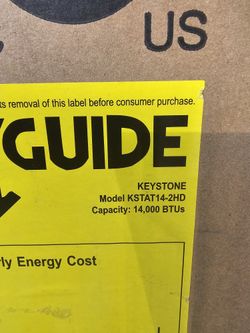 US
ts removal of this label before consumer purchase.
YGUIDE
KEYSTONE
Model KSTAT14-2HD
Capacity: 14,000 BTUs
rly Energy Cost